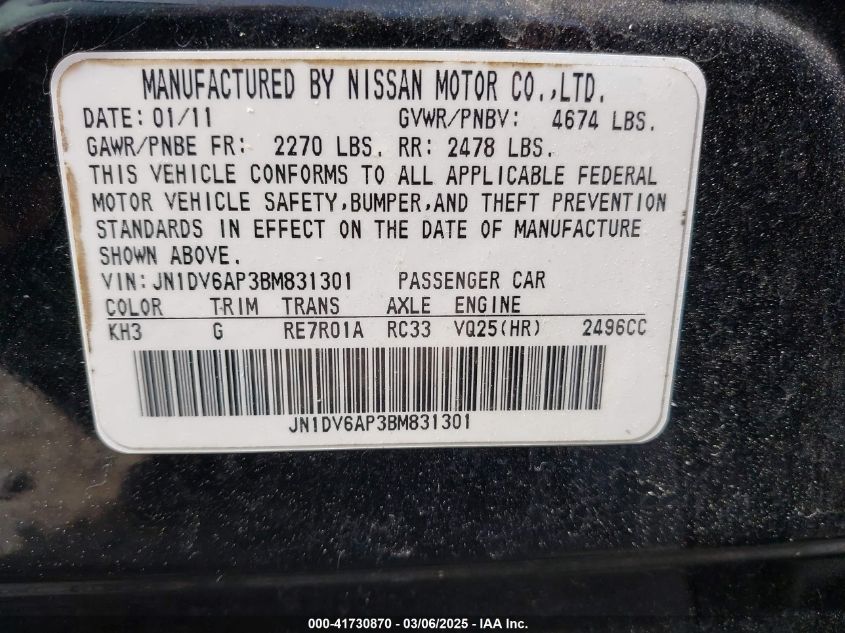 MANUFACTURED BY NISSAN MOTOR CO.,LTD.
DATE: 01/11 GVWR/PNBV: 4674 LBS.
GAWR/PNBE FR: 2270 LBS. RR: 2478 LBS.
THIS VEHICLE CONFORMS TO ALL APPLICABLE FEDERAL
MOTOR VEHICLE SAFETY,BUMPER,AND THEFT PREVENTION
STANDARDS IN EFFECT ON THE DATE OF MANUFACTURE
SHOWN ABOVE.
VIN: JN1DV6AP3BM831301 PASSENGER CAR
COLOR TRIM TRANS AXLE ENGINE
KH3 G RE7R01A RC33 VQ25(HR) 2496CC
JN1DV6AP3BM831301
000-41730870 - 03/06/2025 - IAA Inc.